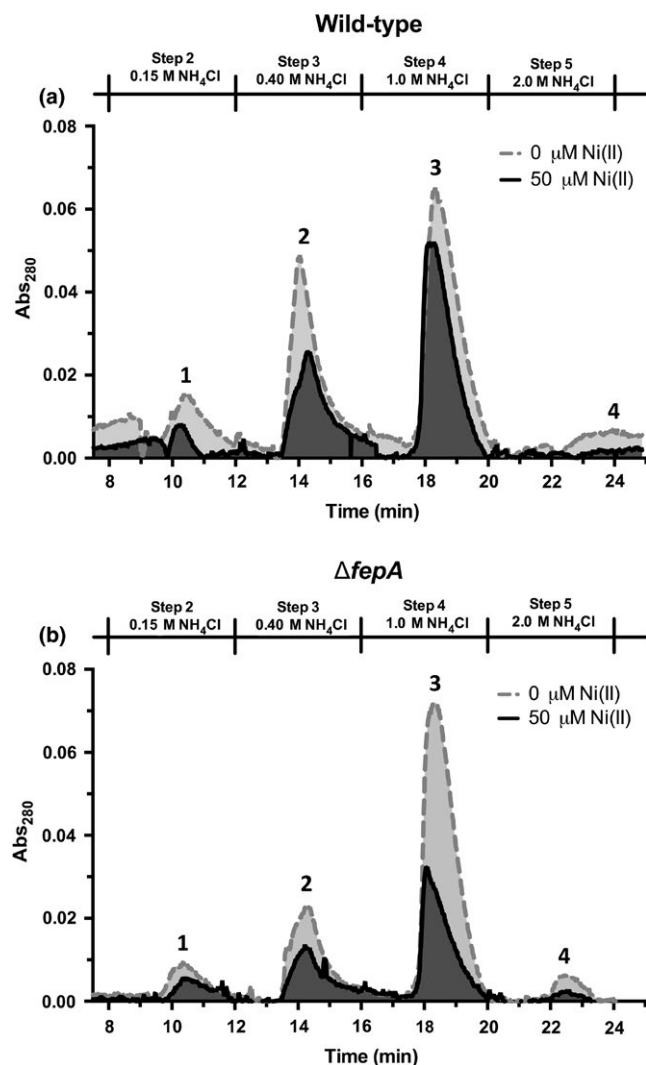 Wild-type
Step 2 Step 3 Step 4 Step 5
0.15 M NH₄Cl 0.40 M NH₄Cl 1.0 M NH₄Cl 2.0 M NH₄Cl
(a)
0.08
0.06
0.04
0.02
0.00
Abs₂₈₀
0 µM Ni(II)
50 µM Ni(II)
1 2 3 4
8 10 12 14 16 18 20 22 24
Time (min)
ΔfepA
Step 2 Step 3 Step 4 Step 5
0.15 M NH₄Cl 0.40 M NH₄Cl 1.0 M NH₄Cl 2.0 M NH₄Cl
(b)
0.08
0.06
0.04
0.02
0.00
Abs₂₈₀
0 µM Ni(II)
50 µM Ni(II)
1 2 3 4
8 10 12 14 16 18 20 22 24
Time (min)